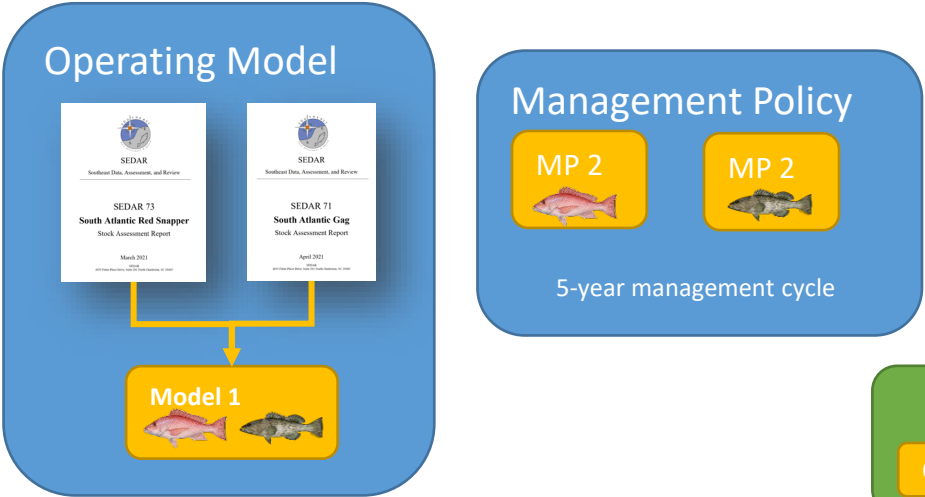 Operating Model
SEDAR
Southeast Data, Assessment, and Review
SEDAR 73
South Atlantic Red Snapper
Stock Assessment Report
March 2021
SEDAR
SEDAR
Southeast Data, Assessment, and Review
SEDAR 71
South Atlantic Gag
Stock Assessment Report
April 2021
SEDAR
Model 1
Management Policy
MP 2
MP 2
5-year management cycle